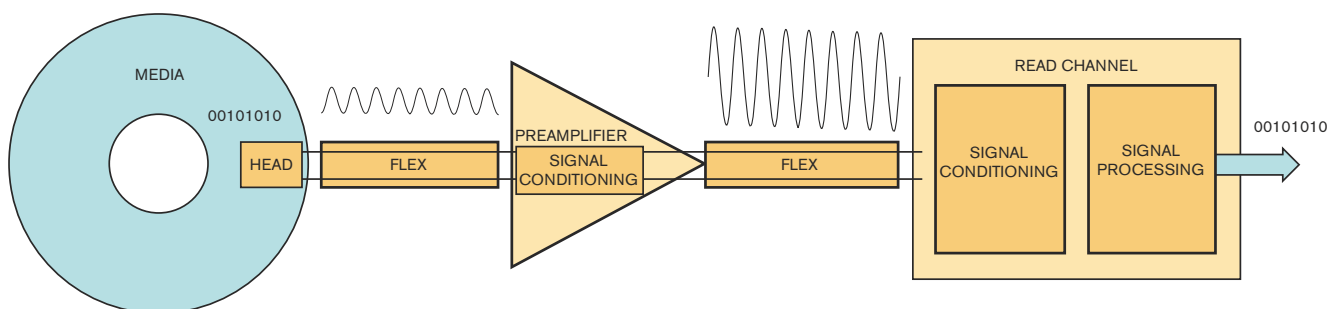 MEDIA
00101010
HEAD
FLEX
PREAMPLIFIER
SIGNAL
CONDITIONING
FLEX
READ CHANNEL
SIGNAL
CONDITIONING
SIGNAL
PROCESSING
00101010